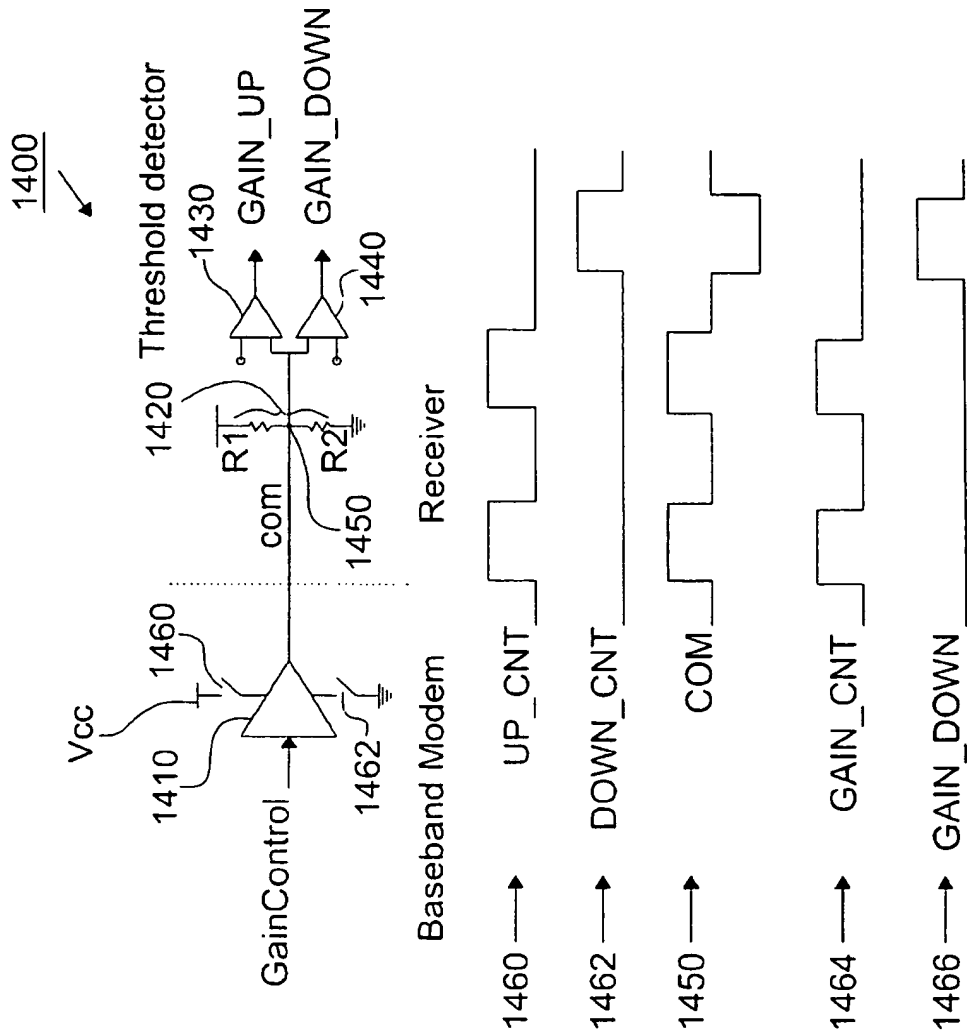 1400
Threshold detector
Vcc
1460
1410
1420
1430
GAIN_UP
R1
com
GainControl
GAIN_DOWN
1462
R2
1450
1440
Baseband Modem
Receiver
1460
UP_CNT
1462
DOWN_CNT
1450
COM
1464
GAIN_CNT
1466
GAIN_DOWN